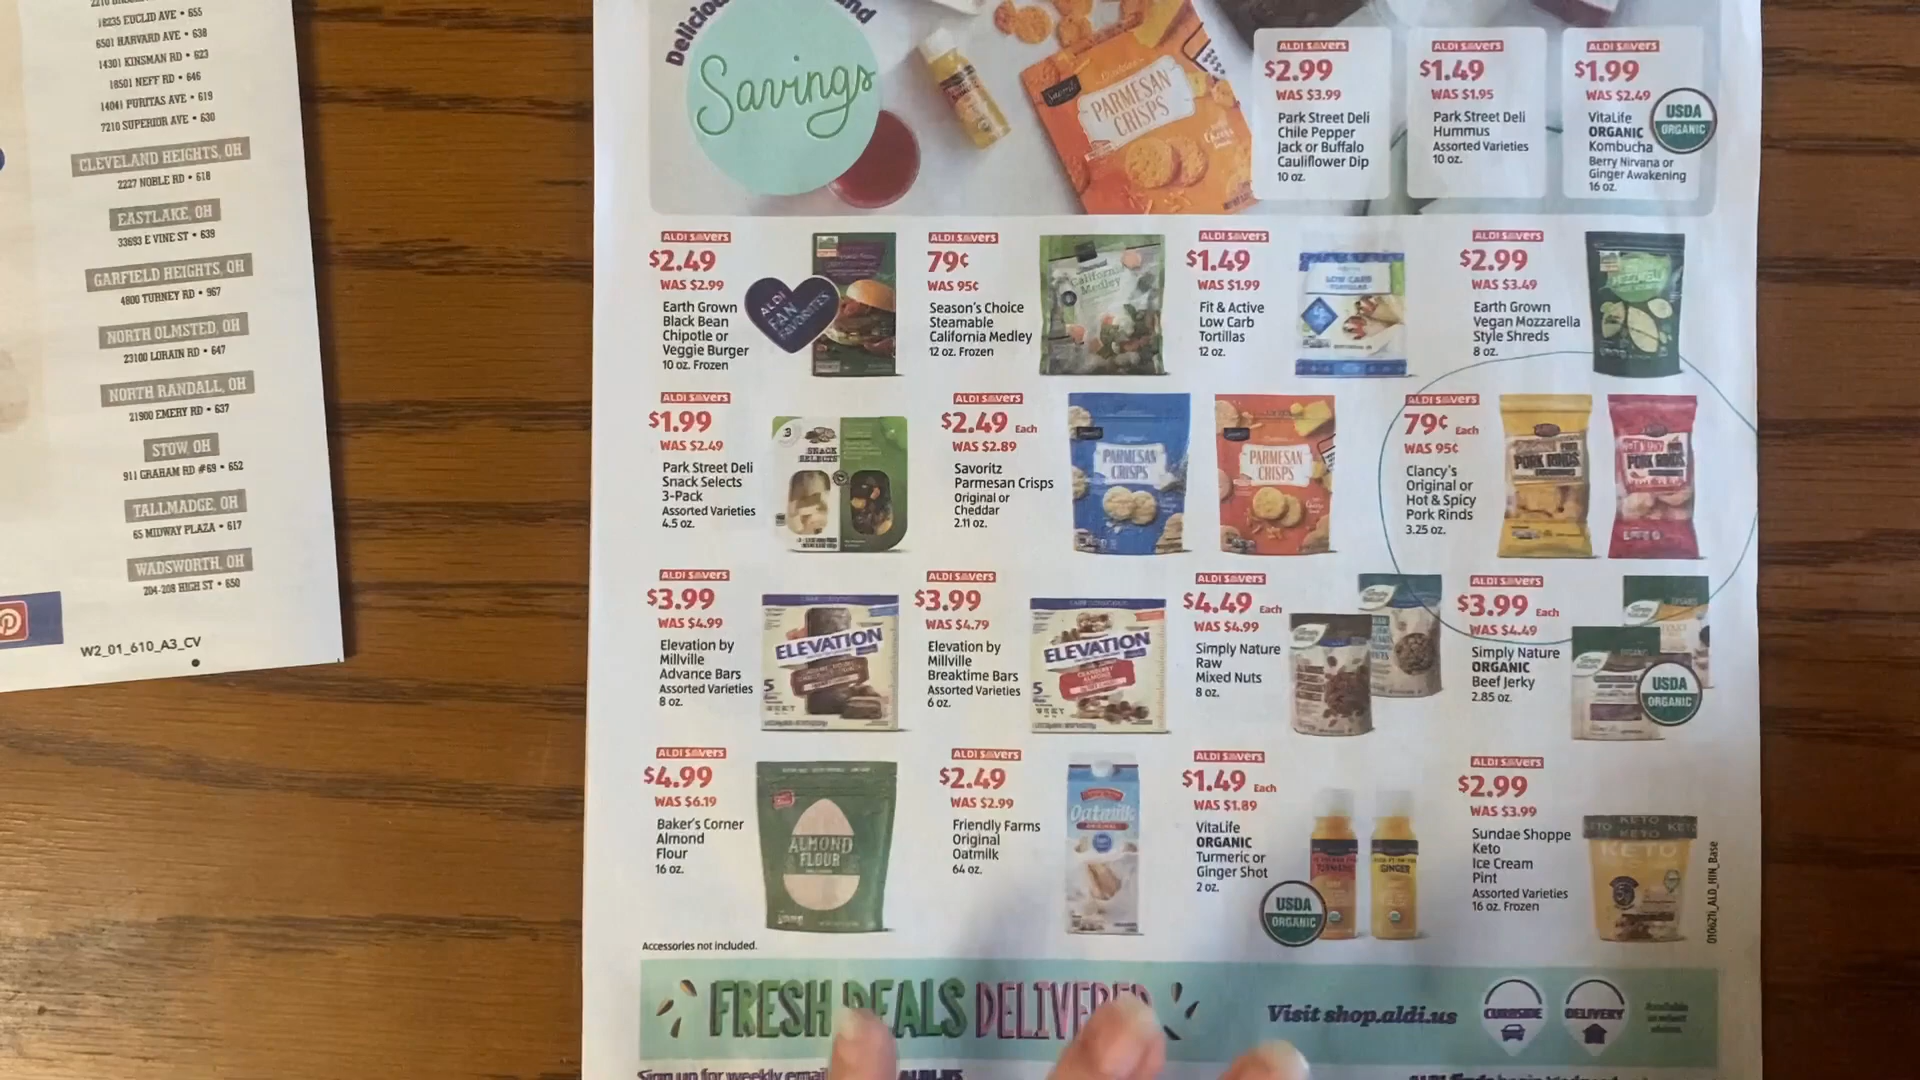 18235 EUCLID AVE • 655
6501 HARVARD AVE • 638
14301 KINSMAN RD • 623
18501 NEFF RD • 646
14041 PURITAS AVE • 619
7210 SUPERIOR AVE • 630
CLEVELAND HEIGHTS, OH
2227 NOBLE RD • 618
EASTLAKE, OH
33693 E VINE ST • 639
GARFIELD HEIGHTS, OH
4800 TURNEY RD • 967
NORTH OLMSTED, OH
23100 LORAIN RD • 647
NORTH RANDALL, OH
21900 EMERY RD • 637
STOW, OH
911 GRAHAM RD #69 • 652
TALLMADGE, OH
65 MIDWAY PLAZA • 617
WADSWORTH, OH
204-208 HIGH ST • 650
W2_01_610_A3_CV
Savings
PARMESAN
CRISPS
ALDI SAVERS
$2.99
WAS $3.99
Park Street Deli
Chile Pepper
Jack or Buffalo
Cauliflower Dip
10 oz.
ALDI SAVERS
$1.49
WAS $1.95
Park Street Deli
Hummus
Assorted Varieties
10 oz.
ALDI SAVERS
$1.99
WAS $2.49
VitaLife
ORGANIC
Kombucha
Berry Nirvana or
Ginger Awakening
16 oz.
USDA
ORGANIC
ALDI SAVERS
$2.49
WAS $2.99
Earth Grown
Black Bean
Chipotle or
Veggie Burger
10 oz. Frozen
ALDI
FAN
FAVORITES
ALDI SAVERS
79¢
WAS 95¢
Season's Choice
Steamable
California Medley
12 oz. Frozen
California
Medley
ALDI SAVERS
$1.49
WAS $1.99
Fit & Active
Low Carb
Tortillas
12 oz.
LOW CARB
ALDI SAVERS
$2.99
WAS $3.49
Earth Grown
Vegan Mozzarella
Style Shreds
8 oz.
ALDI SAVERS
$1.99
WAS $2.49
Park Street Deli
Snack Selects
3-Pack
Assorted Varieties
4.5 oz.
3
SNACK
SELECTS
ALDI SAVERS
$2.49 Each
WAS $2.89
Savoritz
Parmesan Crisps
Original or
Cheddar
2.11 oz.
PARMESAN
CRISPS
PARMESAN
CRISPS
ALDI SAVERS
79¢ Each
WAS 95¢
Clancy's
Original or
Hot & Spicy
Pork Rinds
3.25 oz.
PORK RINDS
PORK RINDS
ALDI SAVERS
$3.99
WAS $4.99
Elevation by
Millville
Advance Bars
Assorted Varieties
8 oz.
ELEVATION
5
ALDI SAVERS
$3.99
WAS $4.79
Elevation by
Millville
Breaktime Bars
Assorted Varieties
6 oz.
ELEVATION
5
ALDI SAVERS
$4.49 Each
WAS $4.99
Simply Nature
Raw
Mixed Nuts
8 oz.
ALDI SAVERS
$3.99 Each
WAS $4.49
Simply Nature
ORGANIC
Beef Jerky
2.85 oz.
USDA
ORGANIC
ALDI SAVERS
$4.99
WAS $6.19
Baker's Corner
Almond
Flour
16 oz.
ALMOND
FLOUR
ALDI SAVERS
$2.49
WAS $2.99
Friendly Farms
Original
Oatmilk
64 oz.
Oatmilk
ALDI SAVERS
$1.49 Each
WAS $1.89
VitaLife
ORGANIC
Turmeric or
Ginger Shot
2 oz.
USDA
ORGANIC
TURMERIC
GINGER
ALDI SAVERS
$2.99
WAS $3.99
Sundae Shoppe
Keto
Ice Cream
Pint
Assorted Varieties
16 oz. Frozen
KETO
KETO
Accessories not included.
010621_ALD_HIN_Base
FRESH DEALS DELIVERED
Visit shop.aldi.us
CURBSIDE
DELIVERY
Sign up for weekly email